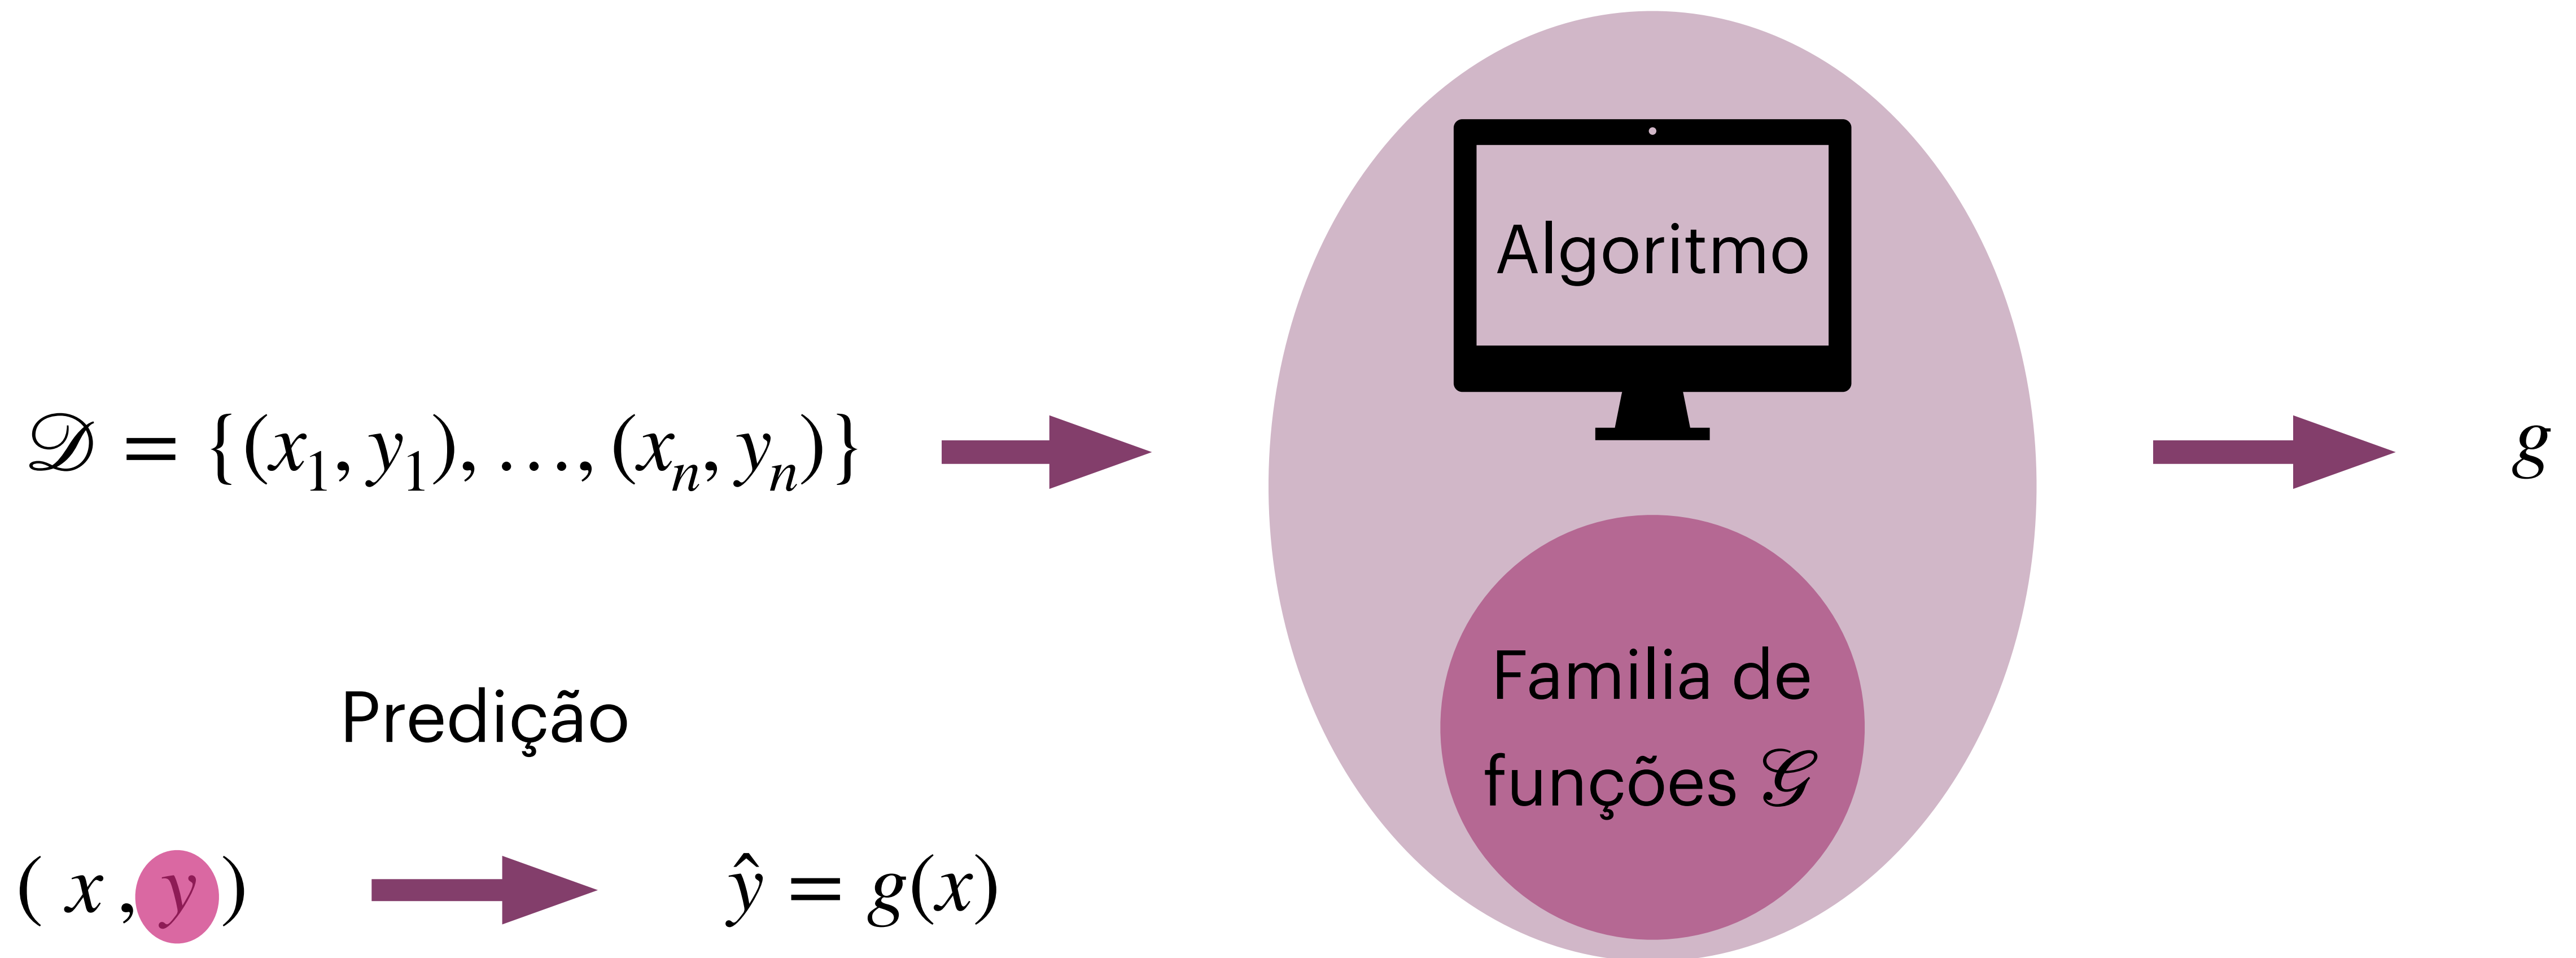 𝒟 = {(x₁, y₁), …, (xₙ, yₙ)}
Algoritmo
Familia de
funções 𝒢
g
Predição
( x , y )
ŷ = g(x)